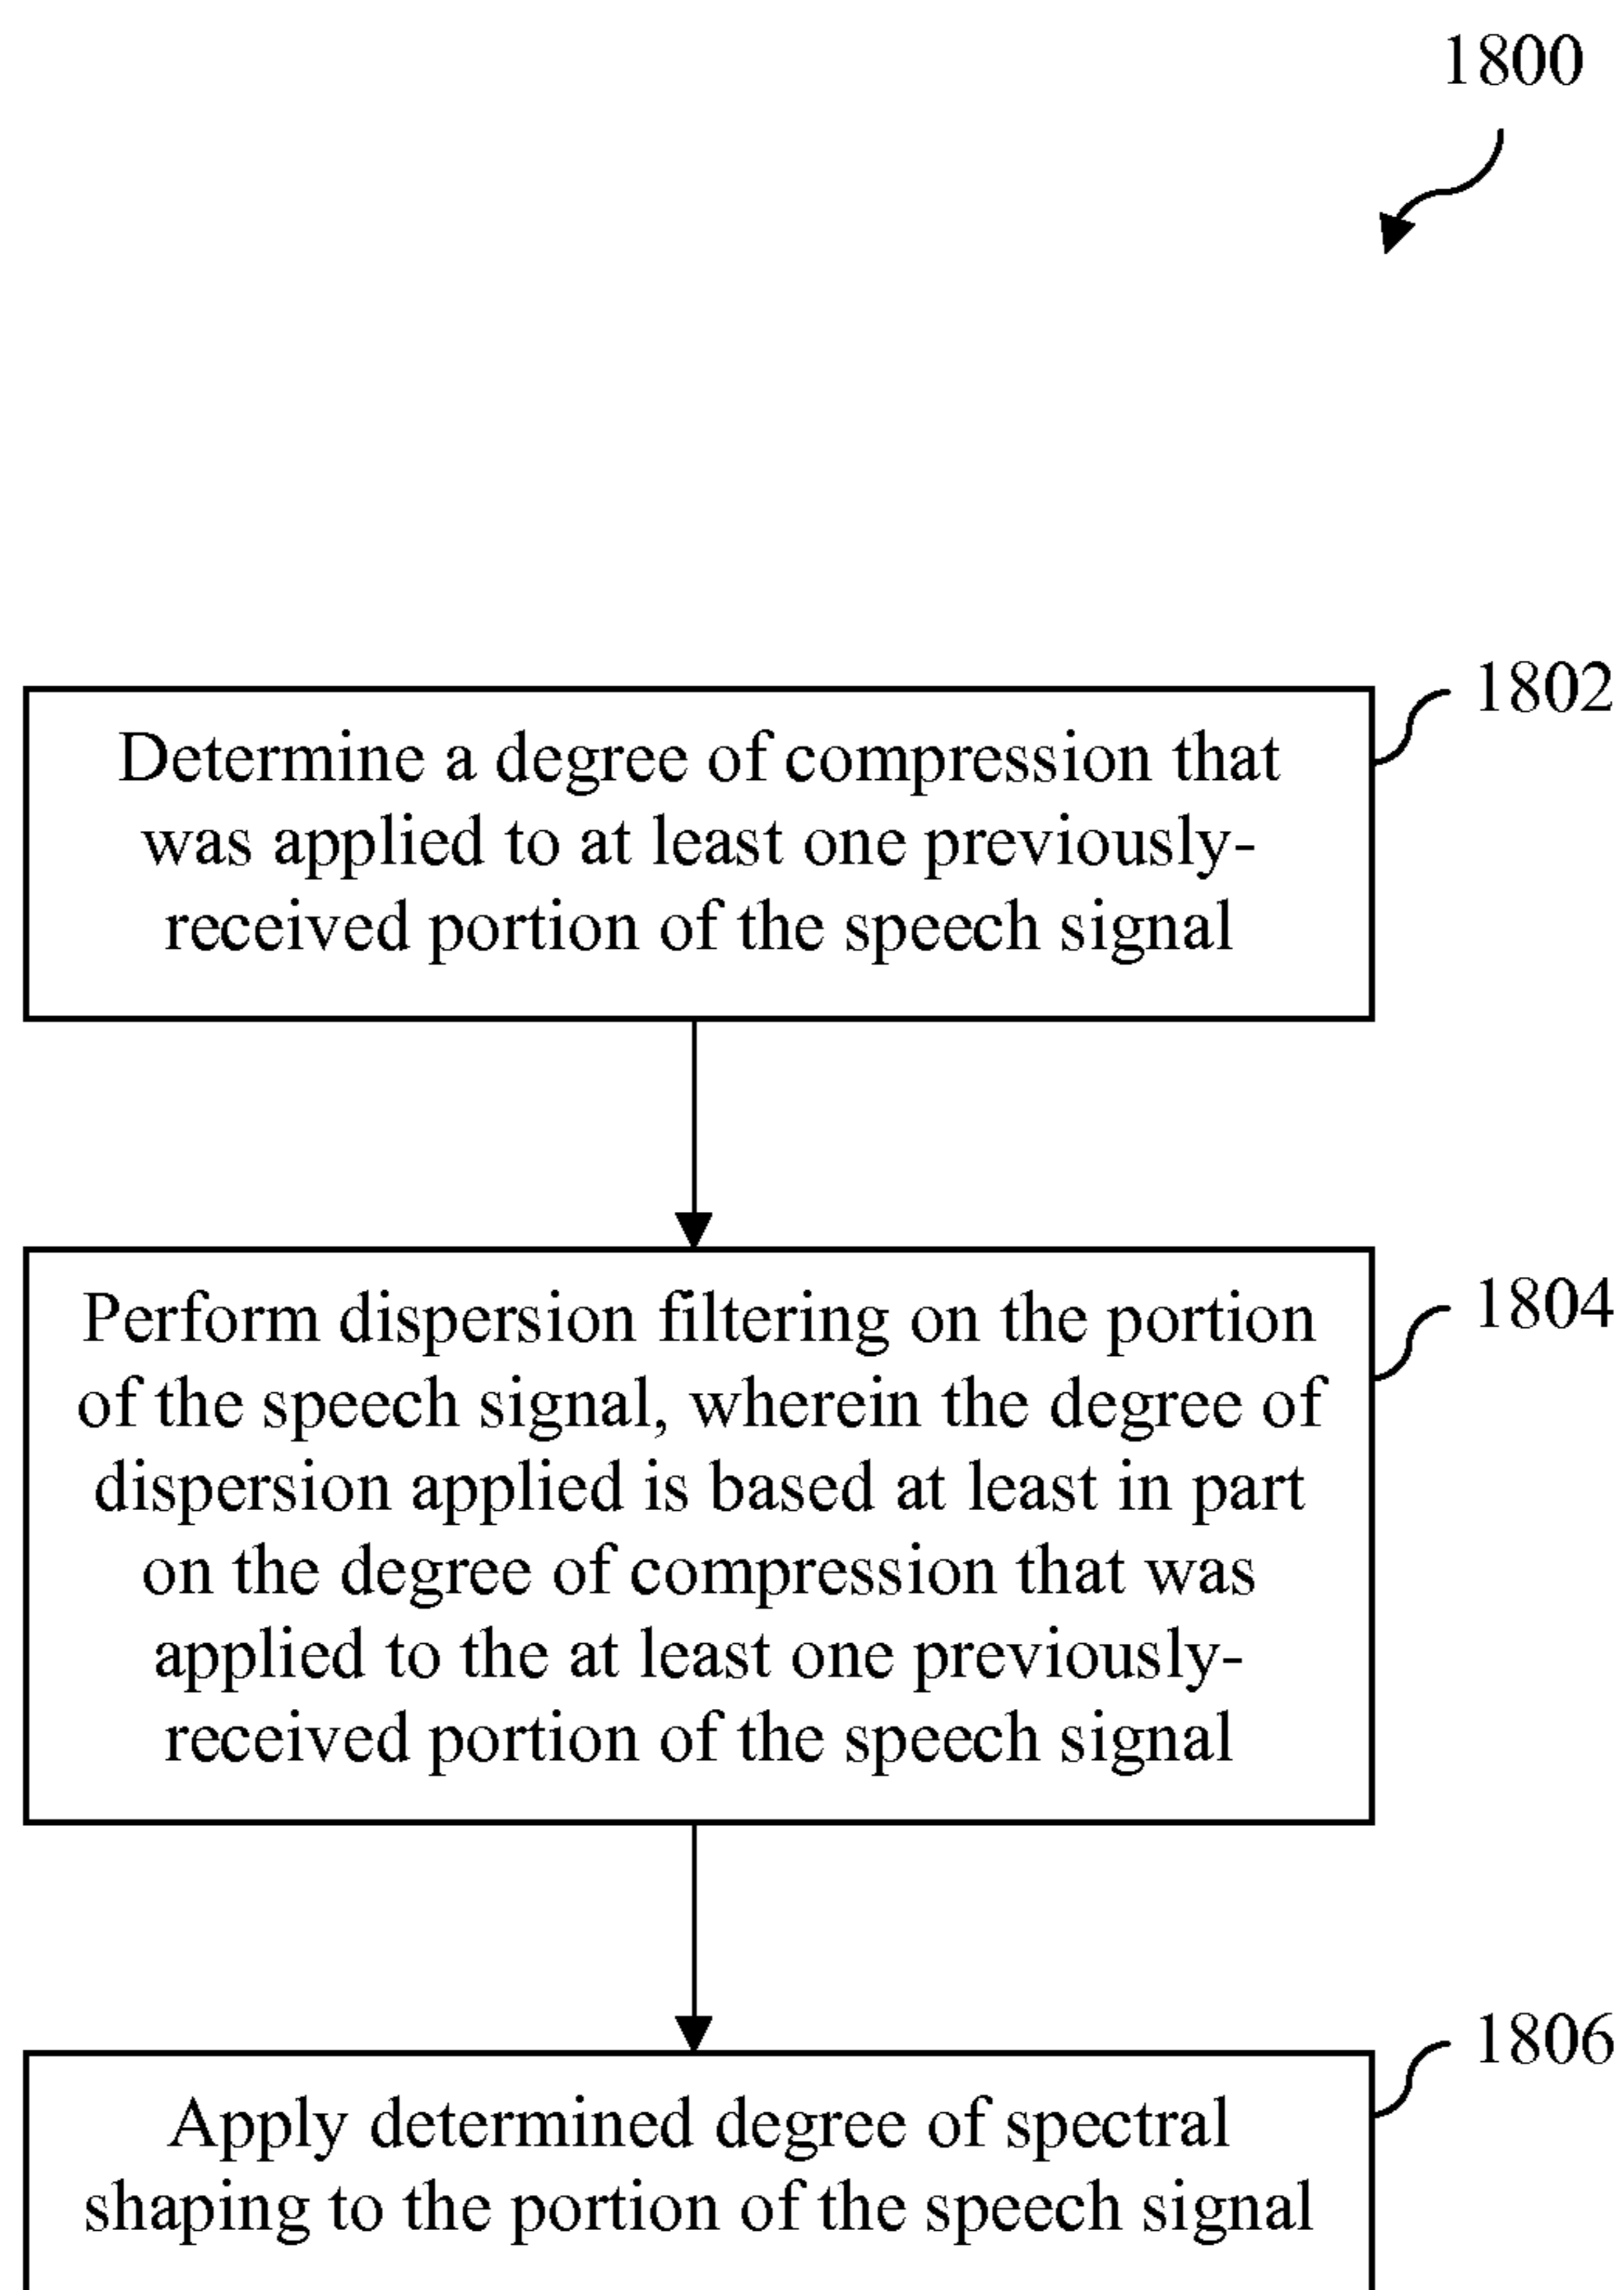 1800
1802
Determine a degree of compression that
was applied to at least one previously-
received portion of the speech signal
1804
Perform dispersion filtering on the portion
of the speech signal, wherein the degree of
dispersion applied is based at least in part
on the degree of compression that was
applied to the at least one previously-
received portion of the speech signal
1806
Apply determined degree of spectral
shaping to the portion of the speech signal